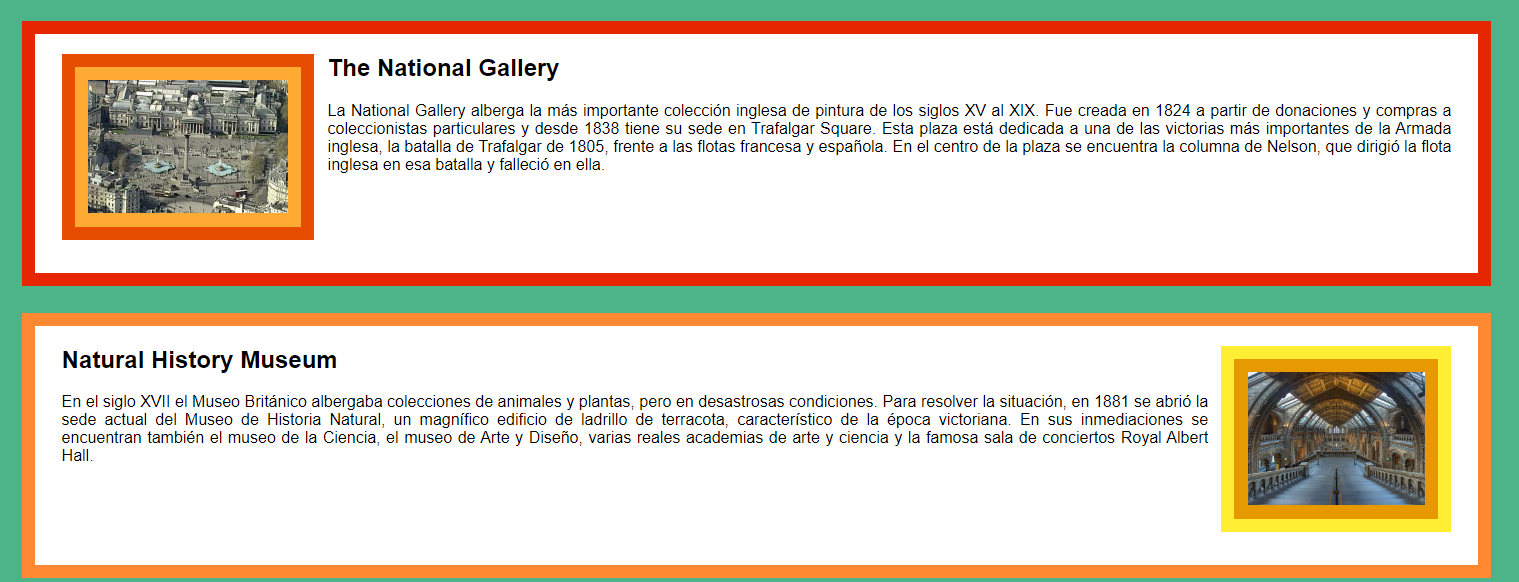 The National Gallery
La National Gallery alberga la más importante colección inglesa de pintura de los siglos XV al XIX. Fue creada en 1824 a partir de donaciones y compras a
coleccionistas particulares y desde 1838 tiene su sede en Trafalgar Square. Esta plaza está dedicada a una de las victorias más importantes de la Armada
inglesa, la batalla de Trafalgar de 1805, frente a las flotas francesa y española. En el centro de la plaza se encuentra la columna de Nelson, que dirigió la flota
inglesa en esa batalla y falleció en ella.
Natural History Museum
En el siglo XVII el Museo Británico albergaba colecciones de animales y plantas, pero en desastrosas condiciones. Para resolver la situación, en 1881 se abrió la
sede actual del Museo de Historia Natural, un magnífico edificio de ladrillo de terracota, característico de la época victoriana. En sus inmediaciones se
encuentran también el museo de la Ciencia, el museo de Arte y Diseño, varias reales academias de arte y ciencia y la famosa sala de conciertos Royal Albert
Hall.